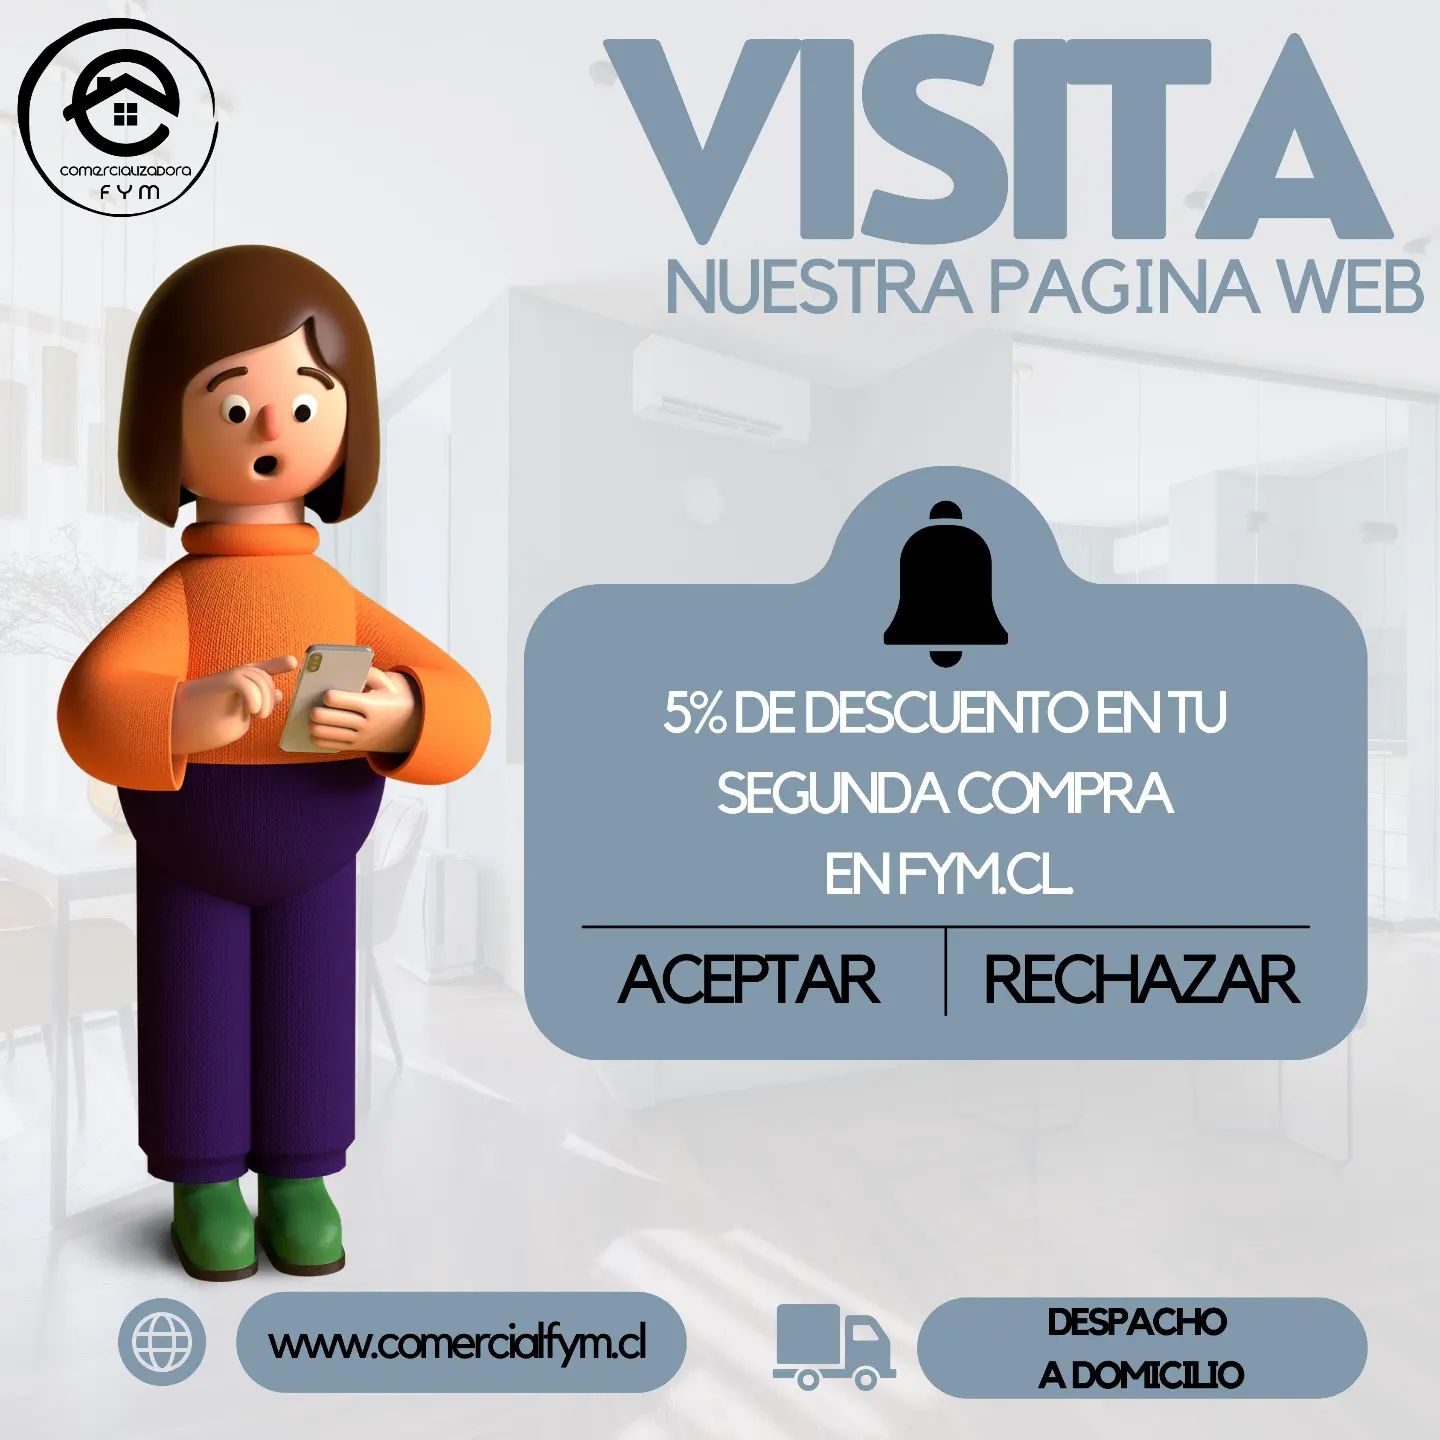 comercializadora
FYM
VISITA
NUESTRA PAGINA WEB
5% DE DESCUENTO EN TU
SEGUNDA COMPRA
EN FYM.CL.
ACEPTAR
RECHAZAR
www.comercialfym.cl
DESPACHO
A DOMICILIO